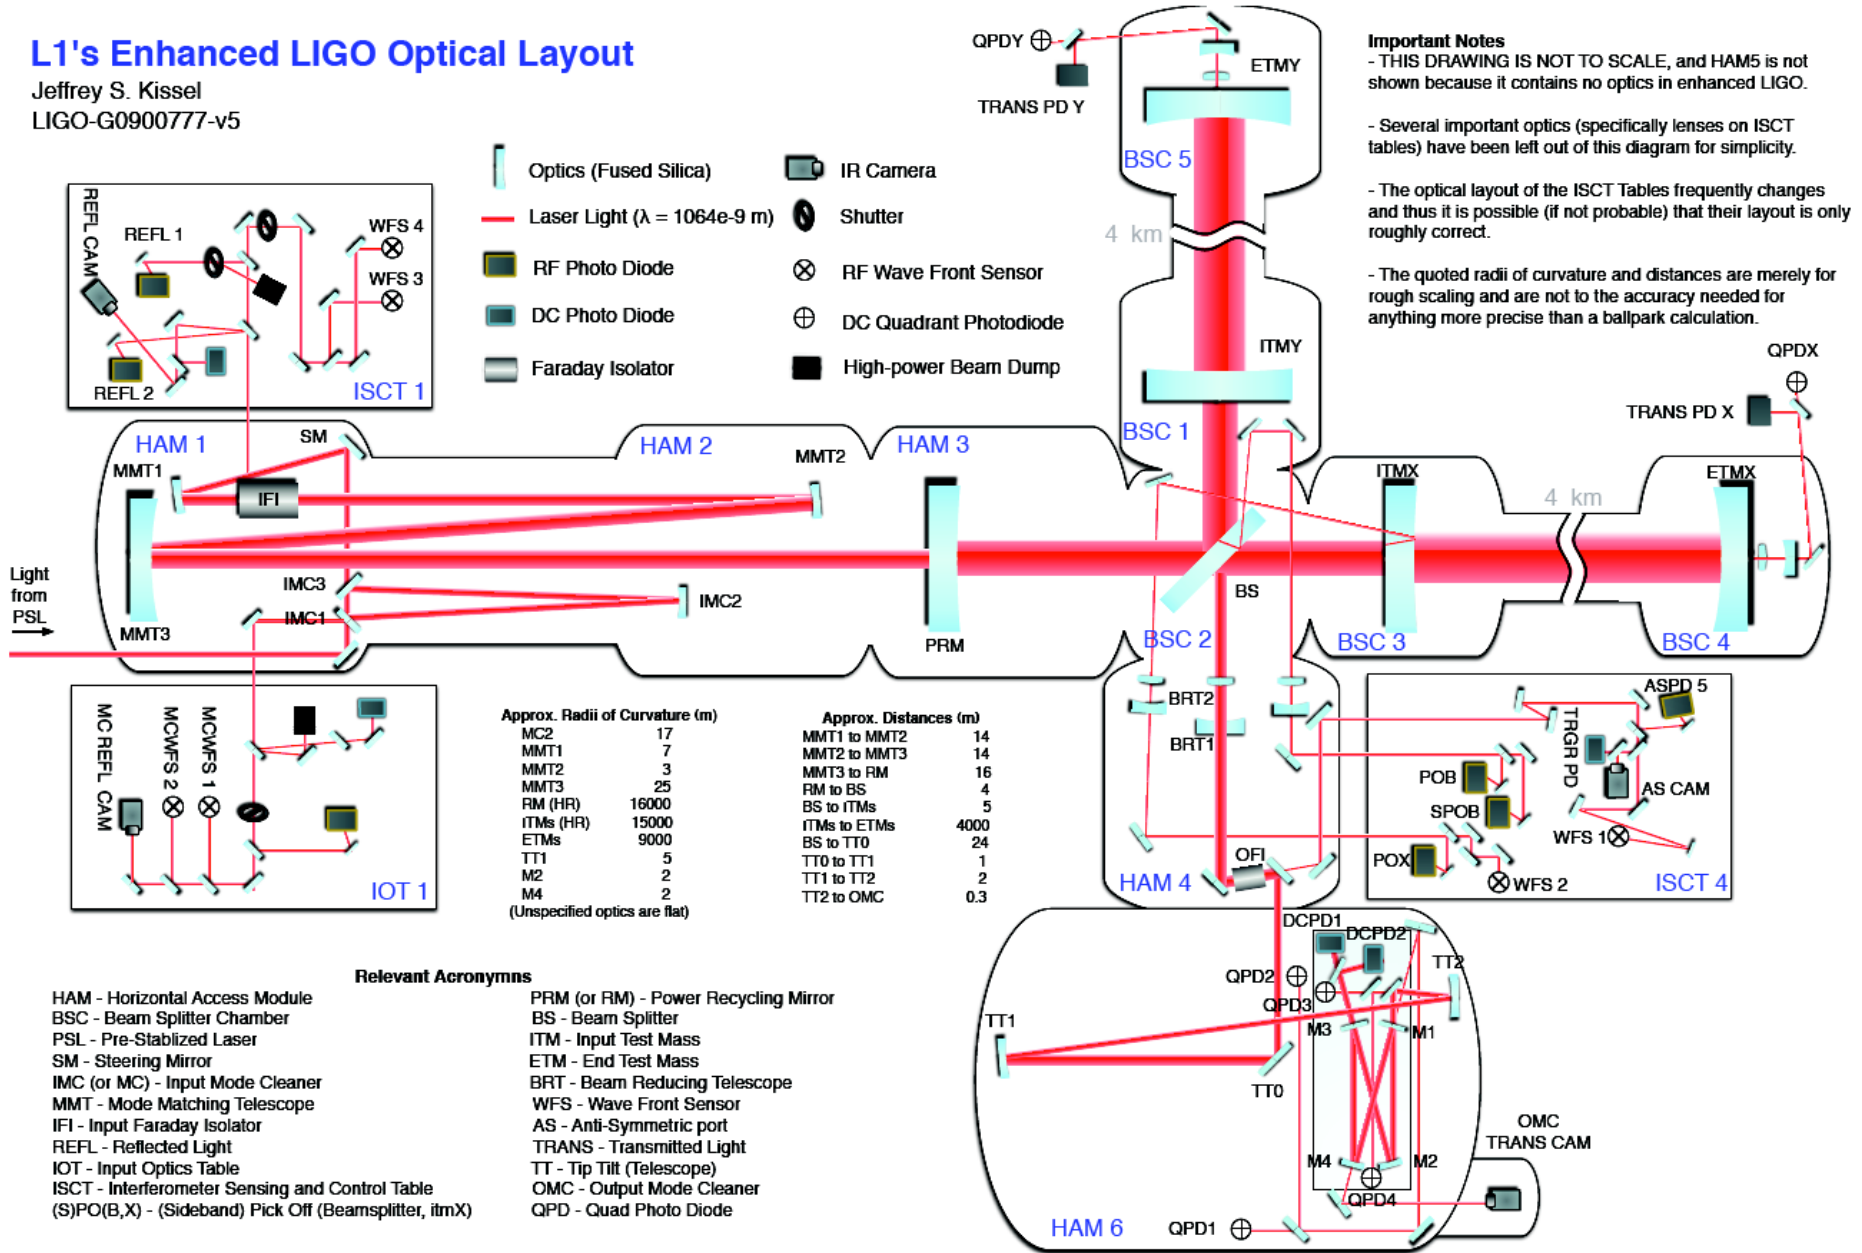 L1's Enhanced LIGO Optical Layout
Jeffrey S. Kissel
LIGO-G0900777-v5
Optics (Fused Silica)
Laser Light (λ = 1064e-9 m)
RF Photo Diode
DC Photo Diode
Faraday Isolator
IR Camera
Shutter
RF Wave Front Sensor
DC Quadrant Photodiode
High-power Beam Dump
Important Notes
- THIS DRAWING IS NOT TO SCALE, and HAM5 is not
shown because it contains no optics in enhanced LIGO.
- Several important optics (specifically lenses on ISCT
tables) have been left out of this diagram for simplicity.
- The optical layout of the ISCT Tables frequently changes
and thus it is possible (if not probable) that their layout is only
roughly correct.
- The quoted radii of curvature and distances are merely for
rough scaling and are not to the accuracy needed for
anything more precise than a ballpark calculation.
QPDY
TRANS PD Y
ETMY
BSC 5
4 km
ITMY
BSC 1
REFL CAM
REFL 1
WFS 4
WFS 3
REFL 2
ISCT 1
HAM 1
SM
MMT1
IFI
HAM 2
MMT2
HAM 3
MMT3
IMC3
IMC1
IMC2
PRM
Light
from
PSL
BS
BSC 2
ITMX
BSC 3
4 km
ETMX
BSC 4
QPDX
TRANS PD X
MC REFL CAM
MCWFS 2
MCWFS 1
IOT 1
Approx. Radii of Curvature (m)
MC2 17
MMT1 7
MMT2 3
MMT3 25
RM (HR) 16000
ITMs (HR) 15000
ETMs 9000
TT1 5
M2 2
M4 2
(Unspecified optics are flat)
Approx. Distances (m)
MMT1 to MMT2 14
MMT2 to MMT3 14
MMT3 to RM 16
RM to BS 4
BS to ITMs 5
ITMs to ETMs 4000
BS to TT0 24
TT0 to TT1 1
TT1 to TT2 2
TT2 to OMC 0.3
BRT2
BRT1
OFI
HAM 4
ASPD 5
TRGR PD
POB
AS CAM
SPOB
WFS 1
POX
WFS 2
ISCT 4
DCPD1
DCPD2
QPD2
QPD3
TT2
TT1
M3
M1
TT0
M4
M2
QPD4
QPD1
HAM 6
OMC
TRANS CAM
Relevant Acronymns
HAM - Horizontal Access Module
BSC - Beam Splitter Chamber
PSL - Pre-Stablized Laser
SM - Steering Mirror
IMC (or MC) - Input Mode Cleaner
MMT - Mode Matching Telescope
IFI - Input Faraday Isolator
REFL - Reflected Light
IOT - Input Optics Table
ISCT - Interferometer Sensing and Control Table
(S)PO(B,X) - (Sideband) Pick Off (Beamsplitter, itmX)
PRM (or RM) - Power Recycling Mirror
BS - Beam Splitter
ITM - Input Test Mass
ETM - End Test Mass
BRT - Beam Reducing Telescope
WFS - Wave Front Sensor
AS - Anti-Symmetric port
TRANS - Transmitted Light
TT - Tip Tilt (Telescope)
OMC - Output Mode Cleaner
QPD - Quad Photo Diode